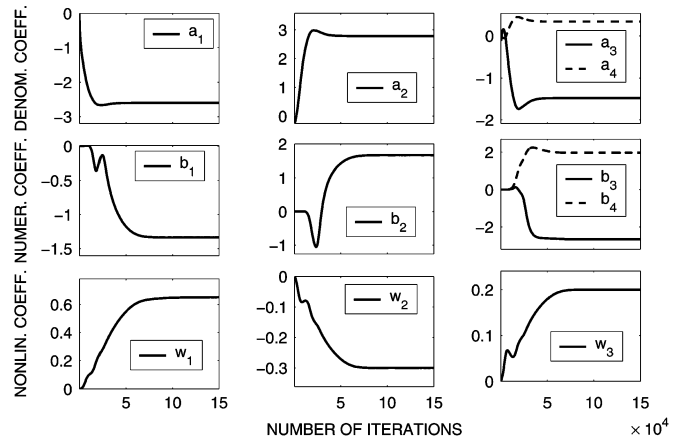 DENOM. COEFF.
0
−1
−2
−3
a1
3
2
1
0
a2
0
−1
−2
a3
a4
NUMER. COEFF.
0
−0.5
−1
−1.5
b1
2
1
0
−1
b2
2
0
−2
b3
b4
NONLIN. COEFF.
0.6
0.4
0.2
0
w1
0
−0.1
−0.2
−0.3
w2
0.2
0.1
0
w3
5 10 15
5 10 15
5 10 15
NUMBER OF ITERATIONS
× 10^4